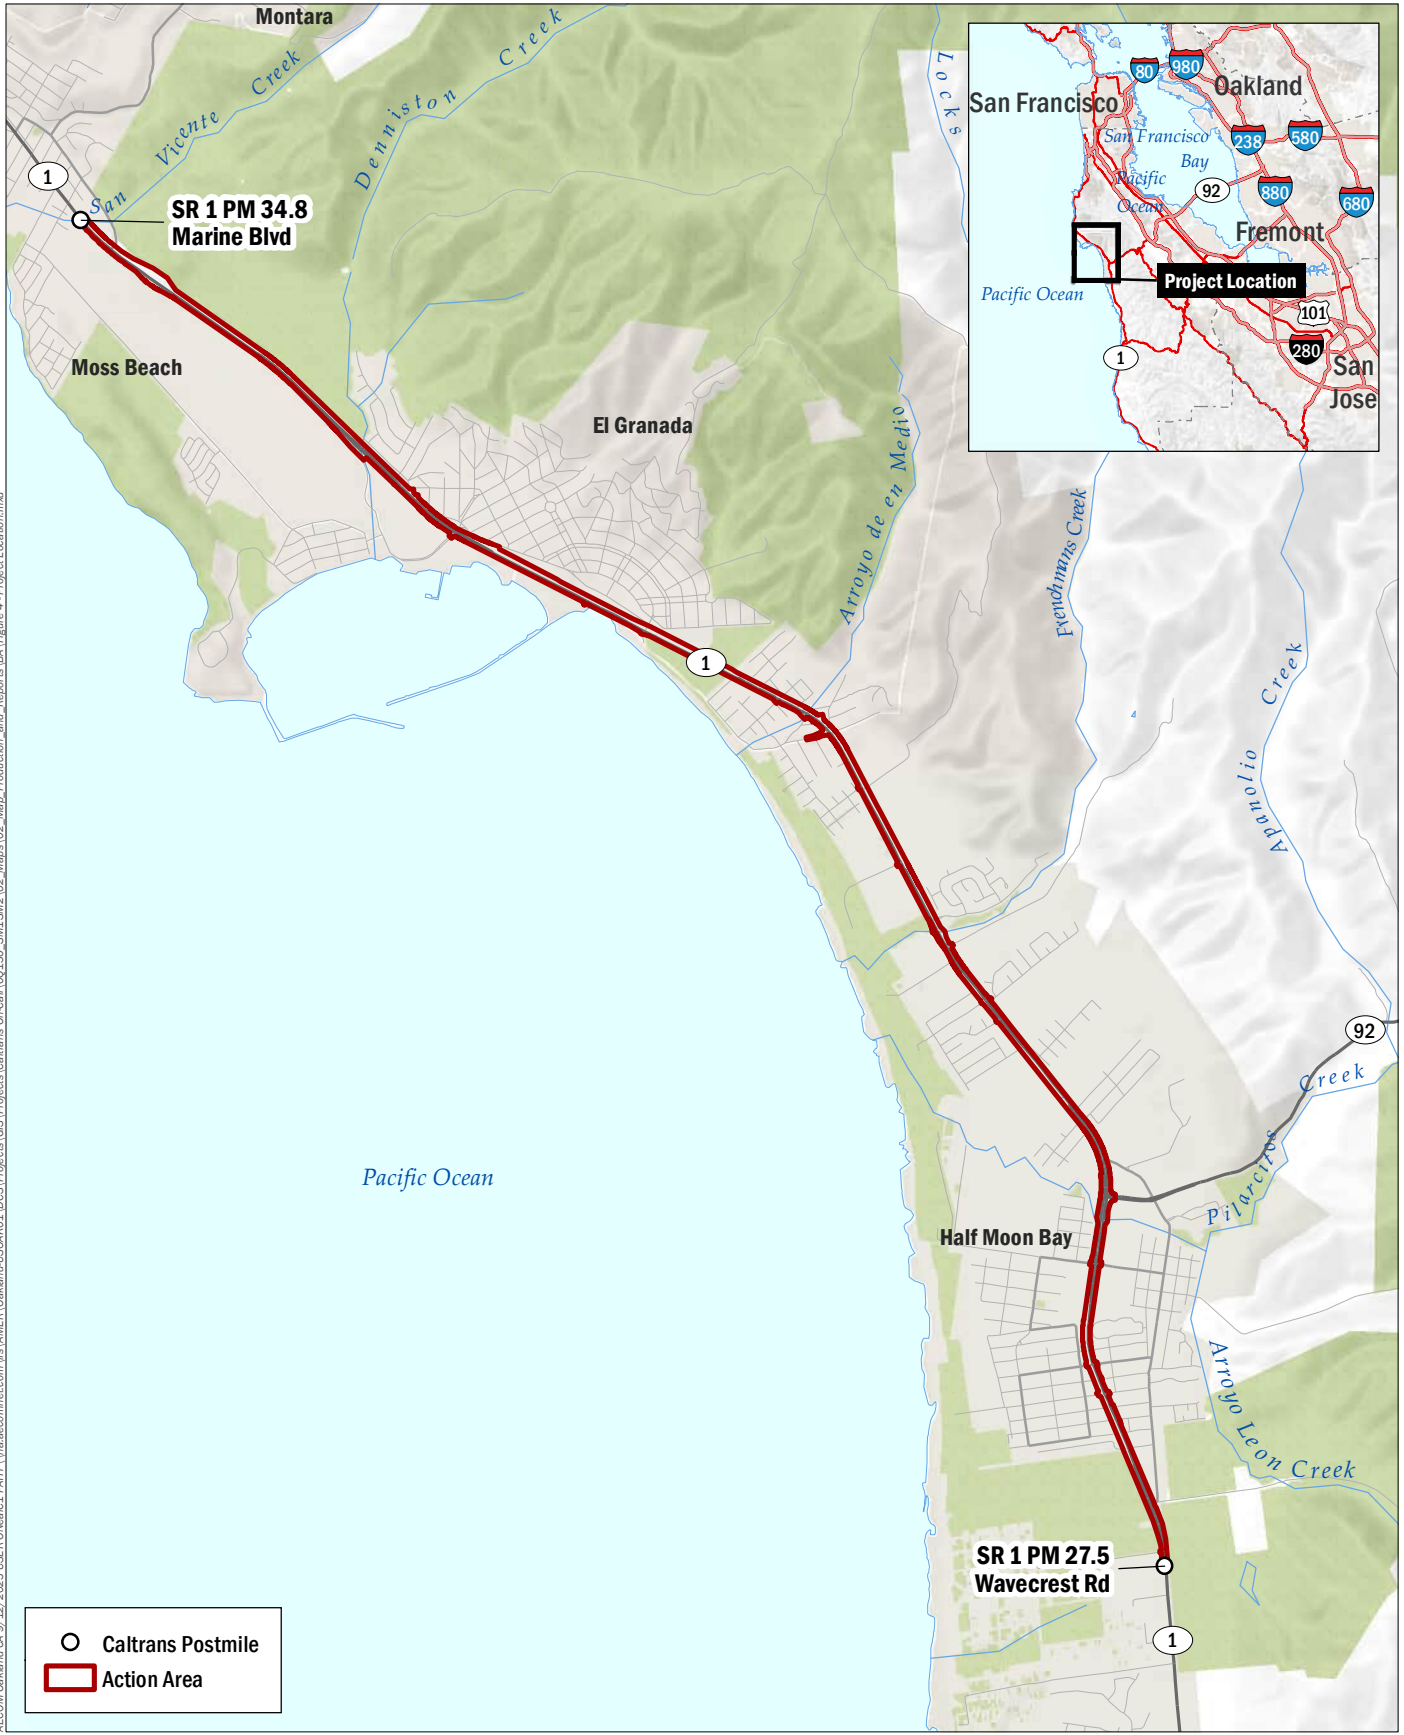 Montara
San Vicente Creek
Denniston Creek
Locks
1
SR 1 PM 34.8
Marine Blvd
Moss Beach
El Granada
Arroyo de en Medio
Frenchmans Creek
Apanolio Creek
1
92
Pilarcitos Creek
Pacific Ocean
Half Moon Bay
Arroyo Leon Creek
SR 1 PM 27.5
Wavecrest Rd
1
Caltrans Postmile
Action Area
80
980
Oakland
San Francisco
San Francisco
Bay
238
580
Pacific
Ocean
92
880
680
Fremont
Project Location
Pacific Ocean
101
280
1
San
Jose